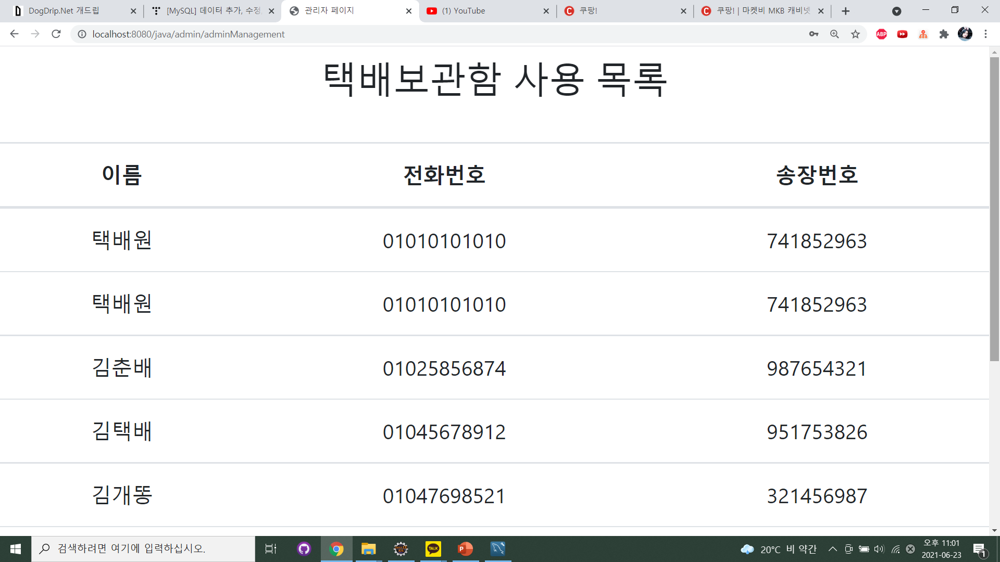 DogDrip.Net 개드립
[MySQL] 데이터 추가, 수정,
관리자 페이지
(1) YouTube
쿠팡!
쿠팡! | 마켓비 MKB 캐비넷
localhost:8080/java/admin/adminManagement
ABP
택배보관함 사용 목록
이름 전화번호 송장번호
택배원 01010101010 741852963
택배원 01010101010 741852963
김춘배 01025856874 987654321
김택배 01045678912 951753826
김개똥 01047698521 321456987
검색하려면 여기에 입력하십시오.
TALK
P
20°C 비 약간
오후 11:01
2021-06-23
1